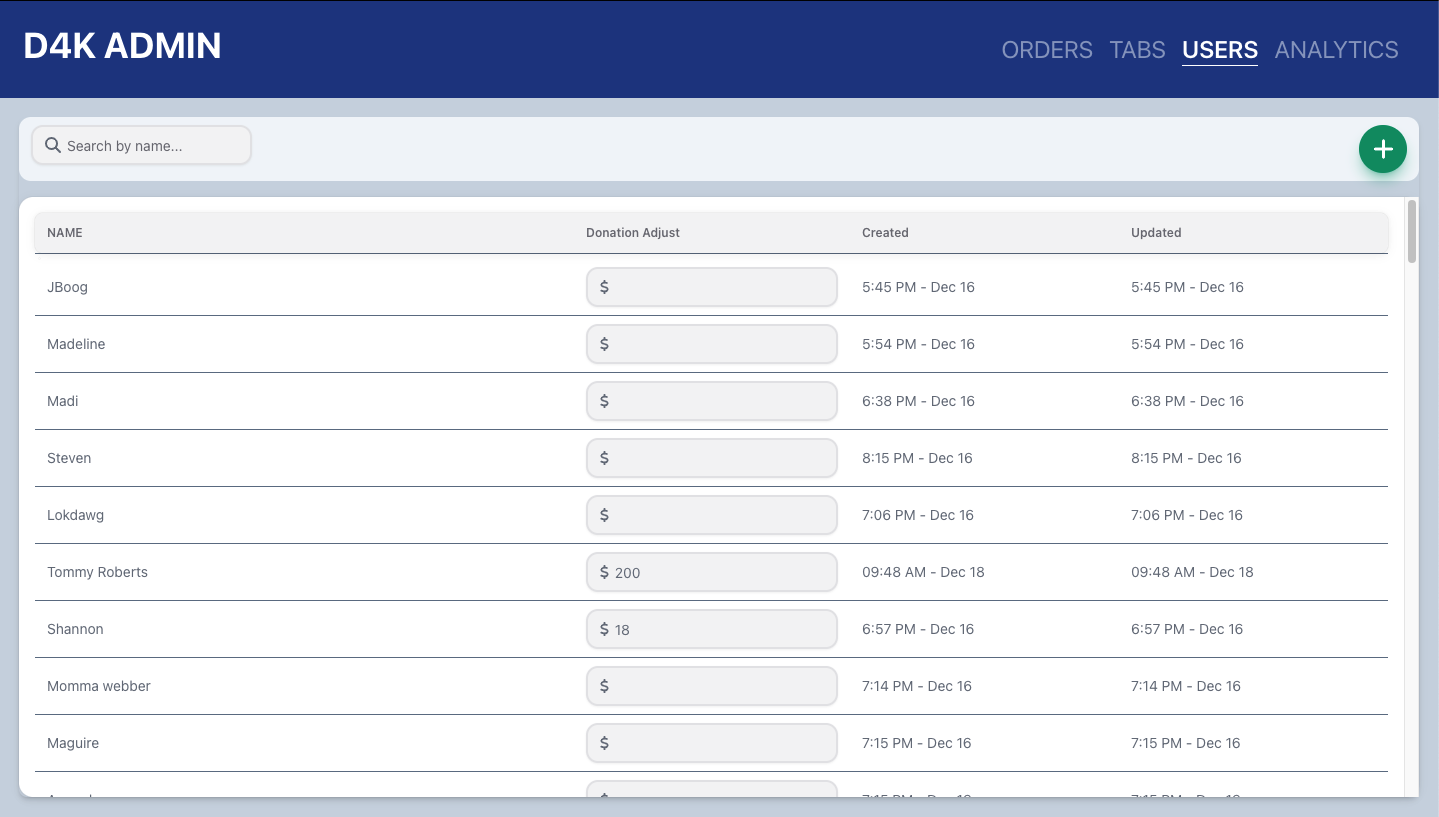 D4K ADMIN
ORDERS TABS USERS ANALYTICS
Search by name...
NAME Donation Adjust Created Updated
JBoog $ 5:45 PM - Dec 16 5:45 PM - Dec 16
Madeline $ 5:54 PM - Dec 16 5:54 PM - Dec 16
Madi $ 6:38 PM - Dec 16 6:38 PM - Dec 16
Steven $ 8:15 PM - Dec 16 8:15 PM - Dec 16
Lokdawg $ 7:06 PM - Dec 16 7:06 PM - Dec 16
Tommy Roberts $ 200 09:48 AM - Dec 18 09:48 AM - Dec 18
Shannon $ 18 6:57 PM - Dec 16 6:57 PM - Dec 16
Momma webber $ 7:14 PM - Dec 16 7:14 PM - Dec 16
Maguire $ 7:15 PM - Dec 16 7:15 PM - Dec 16